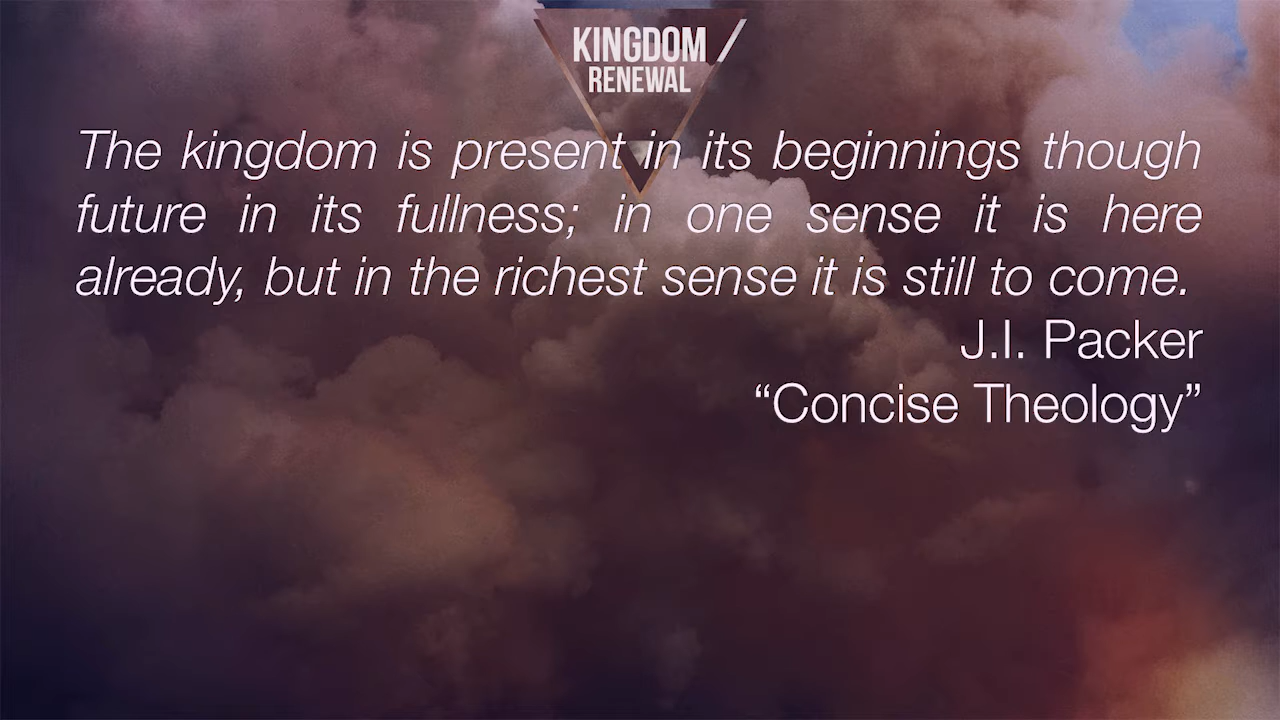 KINGDOM
RENEWAL
The kingdom is present in its beginnings though
future in its fullness; in one sense it is here
already, but in the richest sense it is still to come.
J.I. Packer
“Concise Theology”